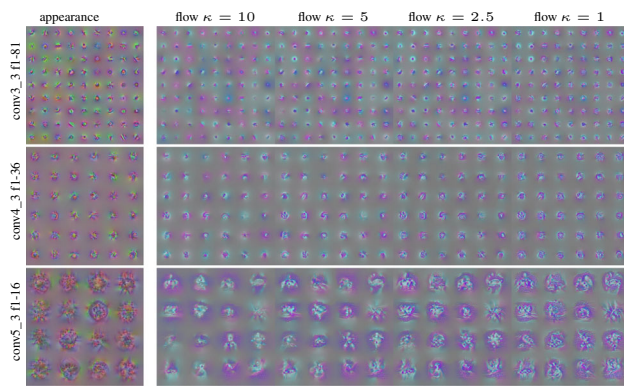 appearance flow κ = 10 flow κ = 5 flow κ = 2.5 flow κ = 1
conv3_3 f1-81
conv4_3 f1-36
conv5_3 f1-16